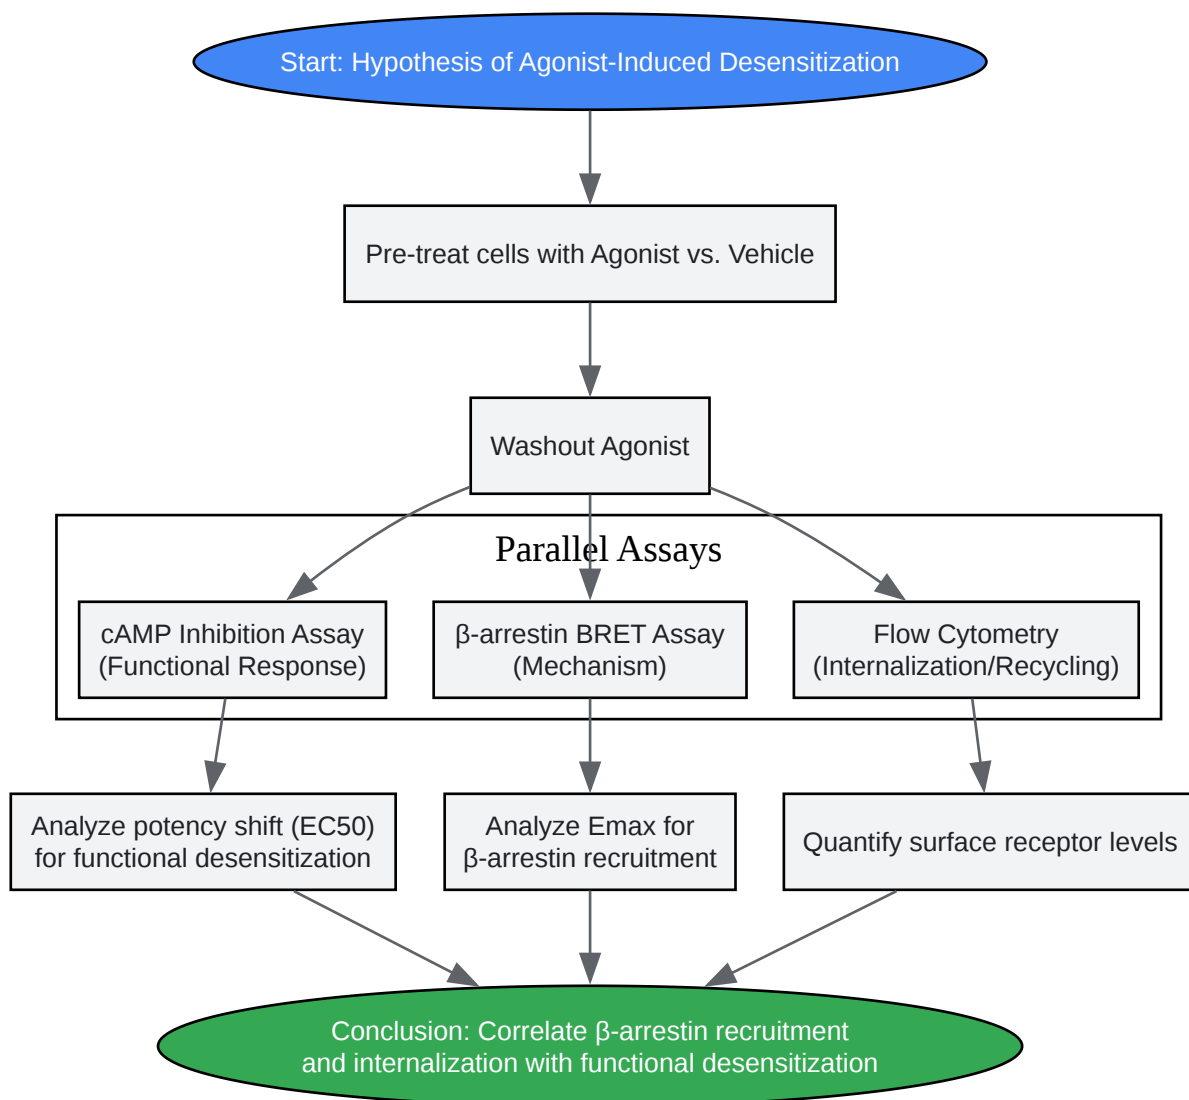 Start: Hypothesis of Agonist-Induced Desensitization
Pre-treat cells with Agonist vs. Vehicle
Washout Agonist
Parallel Assays
cAMP Inhibition Assay
(Functional Response)
β-arrestin BRET Assay
(Mechanism)
Flow Cytometry
(Internalization/Recycling)
Analyze potency shift (EC50)
for functional desensitization
Analyze Emax for
β-arrestin recruitment
Quantify surface receptor levels
Conclusion: Correlate β-arrestin recruitment
and internalization with functional desensitization